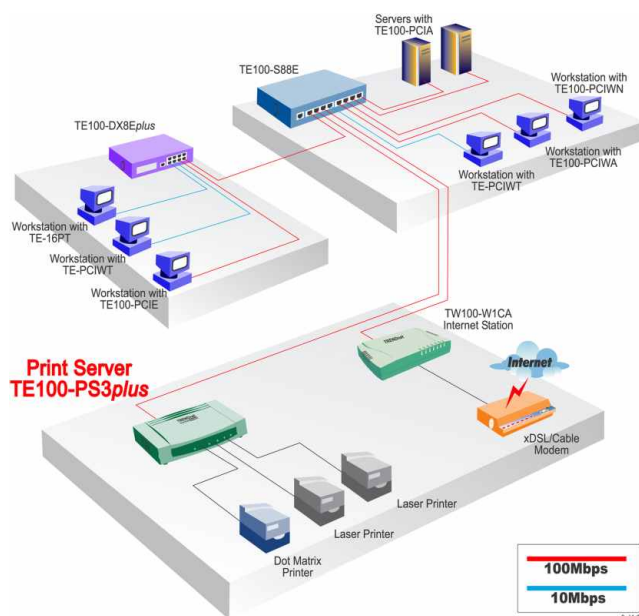 Servers with
TE100-PCIA
TE100-S88E
Workstation with
TE100-PCIWN
TE100-DX8Eplus
Workstation with
TE100-PCIWA
Workstation with
TE-PCIWT
Workstation with
TE-16PT
Workstation with
TE-PCIWT
Workstation with
TE100-PCIE
TW100-W1CA
Internet Station
Print Server
TE100-PS3plus
Internet
xDSL/Cable
Modem
Laser Printer
Laser Printer
Dot Matrix
Printer
100Mbps
10Mbps